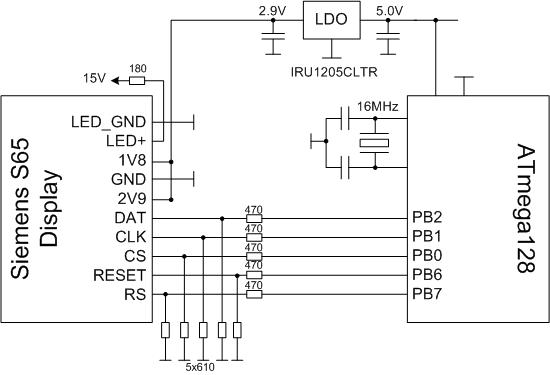 2.9V
LDO
5.0V
IRU1205CLTR
15V
180
16MHz
LED_GND
LED+
1V8
GND
2V9
DAT
CLK
CS
RESET
RS
Siemens S65
Display
470
470
470
470
470
PB2
PB1
PB0
PB6
PB7
ATmega128
5x610